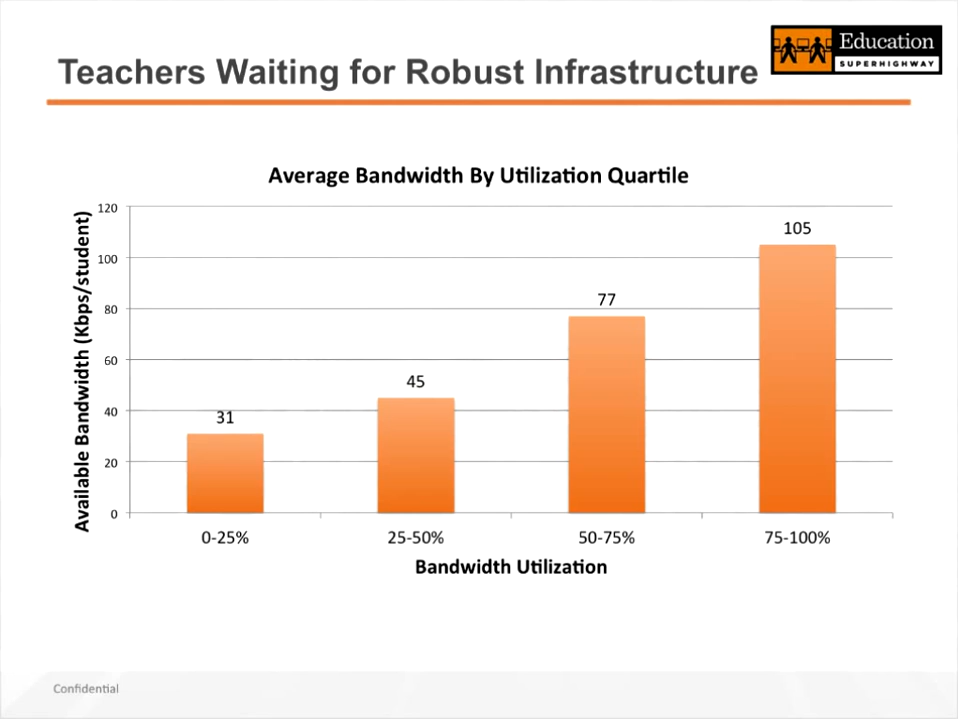 Teachers Waiting for Robust Infrastructure
Education
SUPERHIGHWAY
Average Bandwidth By Utilization Quartile
Available Bandwidth (Kbps/student)
120
100
80
60
40
20
0
31
45
77
105
0-25%
25-50%
50-75%
75-100%
Bandwidth Utilization
Confidential